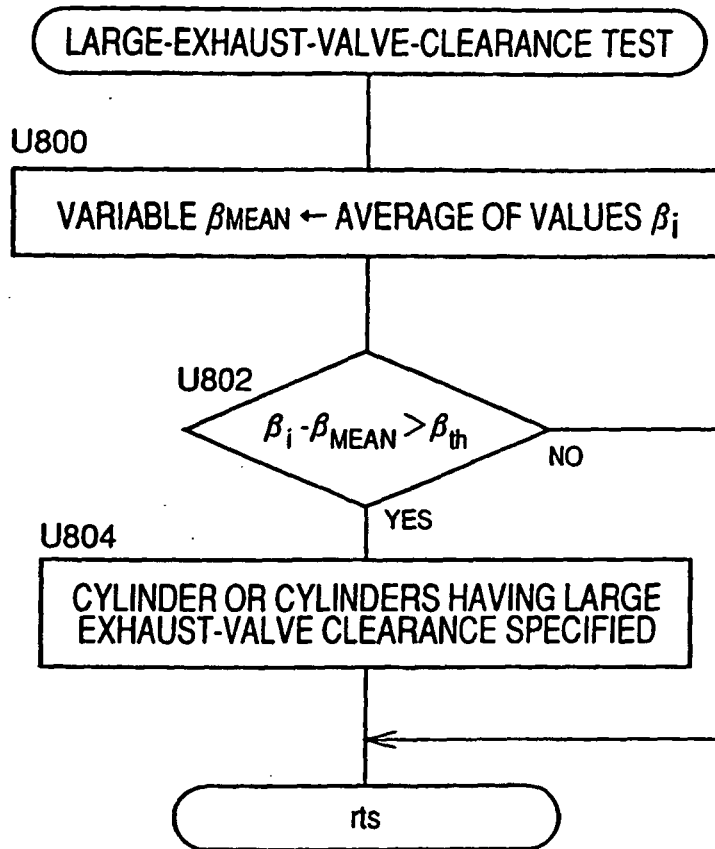 LARGE-EXHAUST-VALVE-CLEARANCE TEST
U800
VARIABLE βMEAN ← AVERAGE OF VALUES βi
U802
βi-βMEAN>βth
NO
YES
U804
CYLINDER OR CYLINDERS HAVING LARGE
EXHAUST-VALVE CLEARANCE SPECIFIED
rts